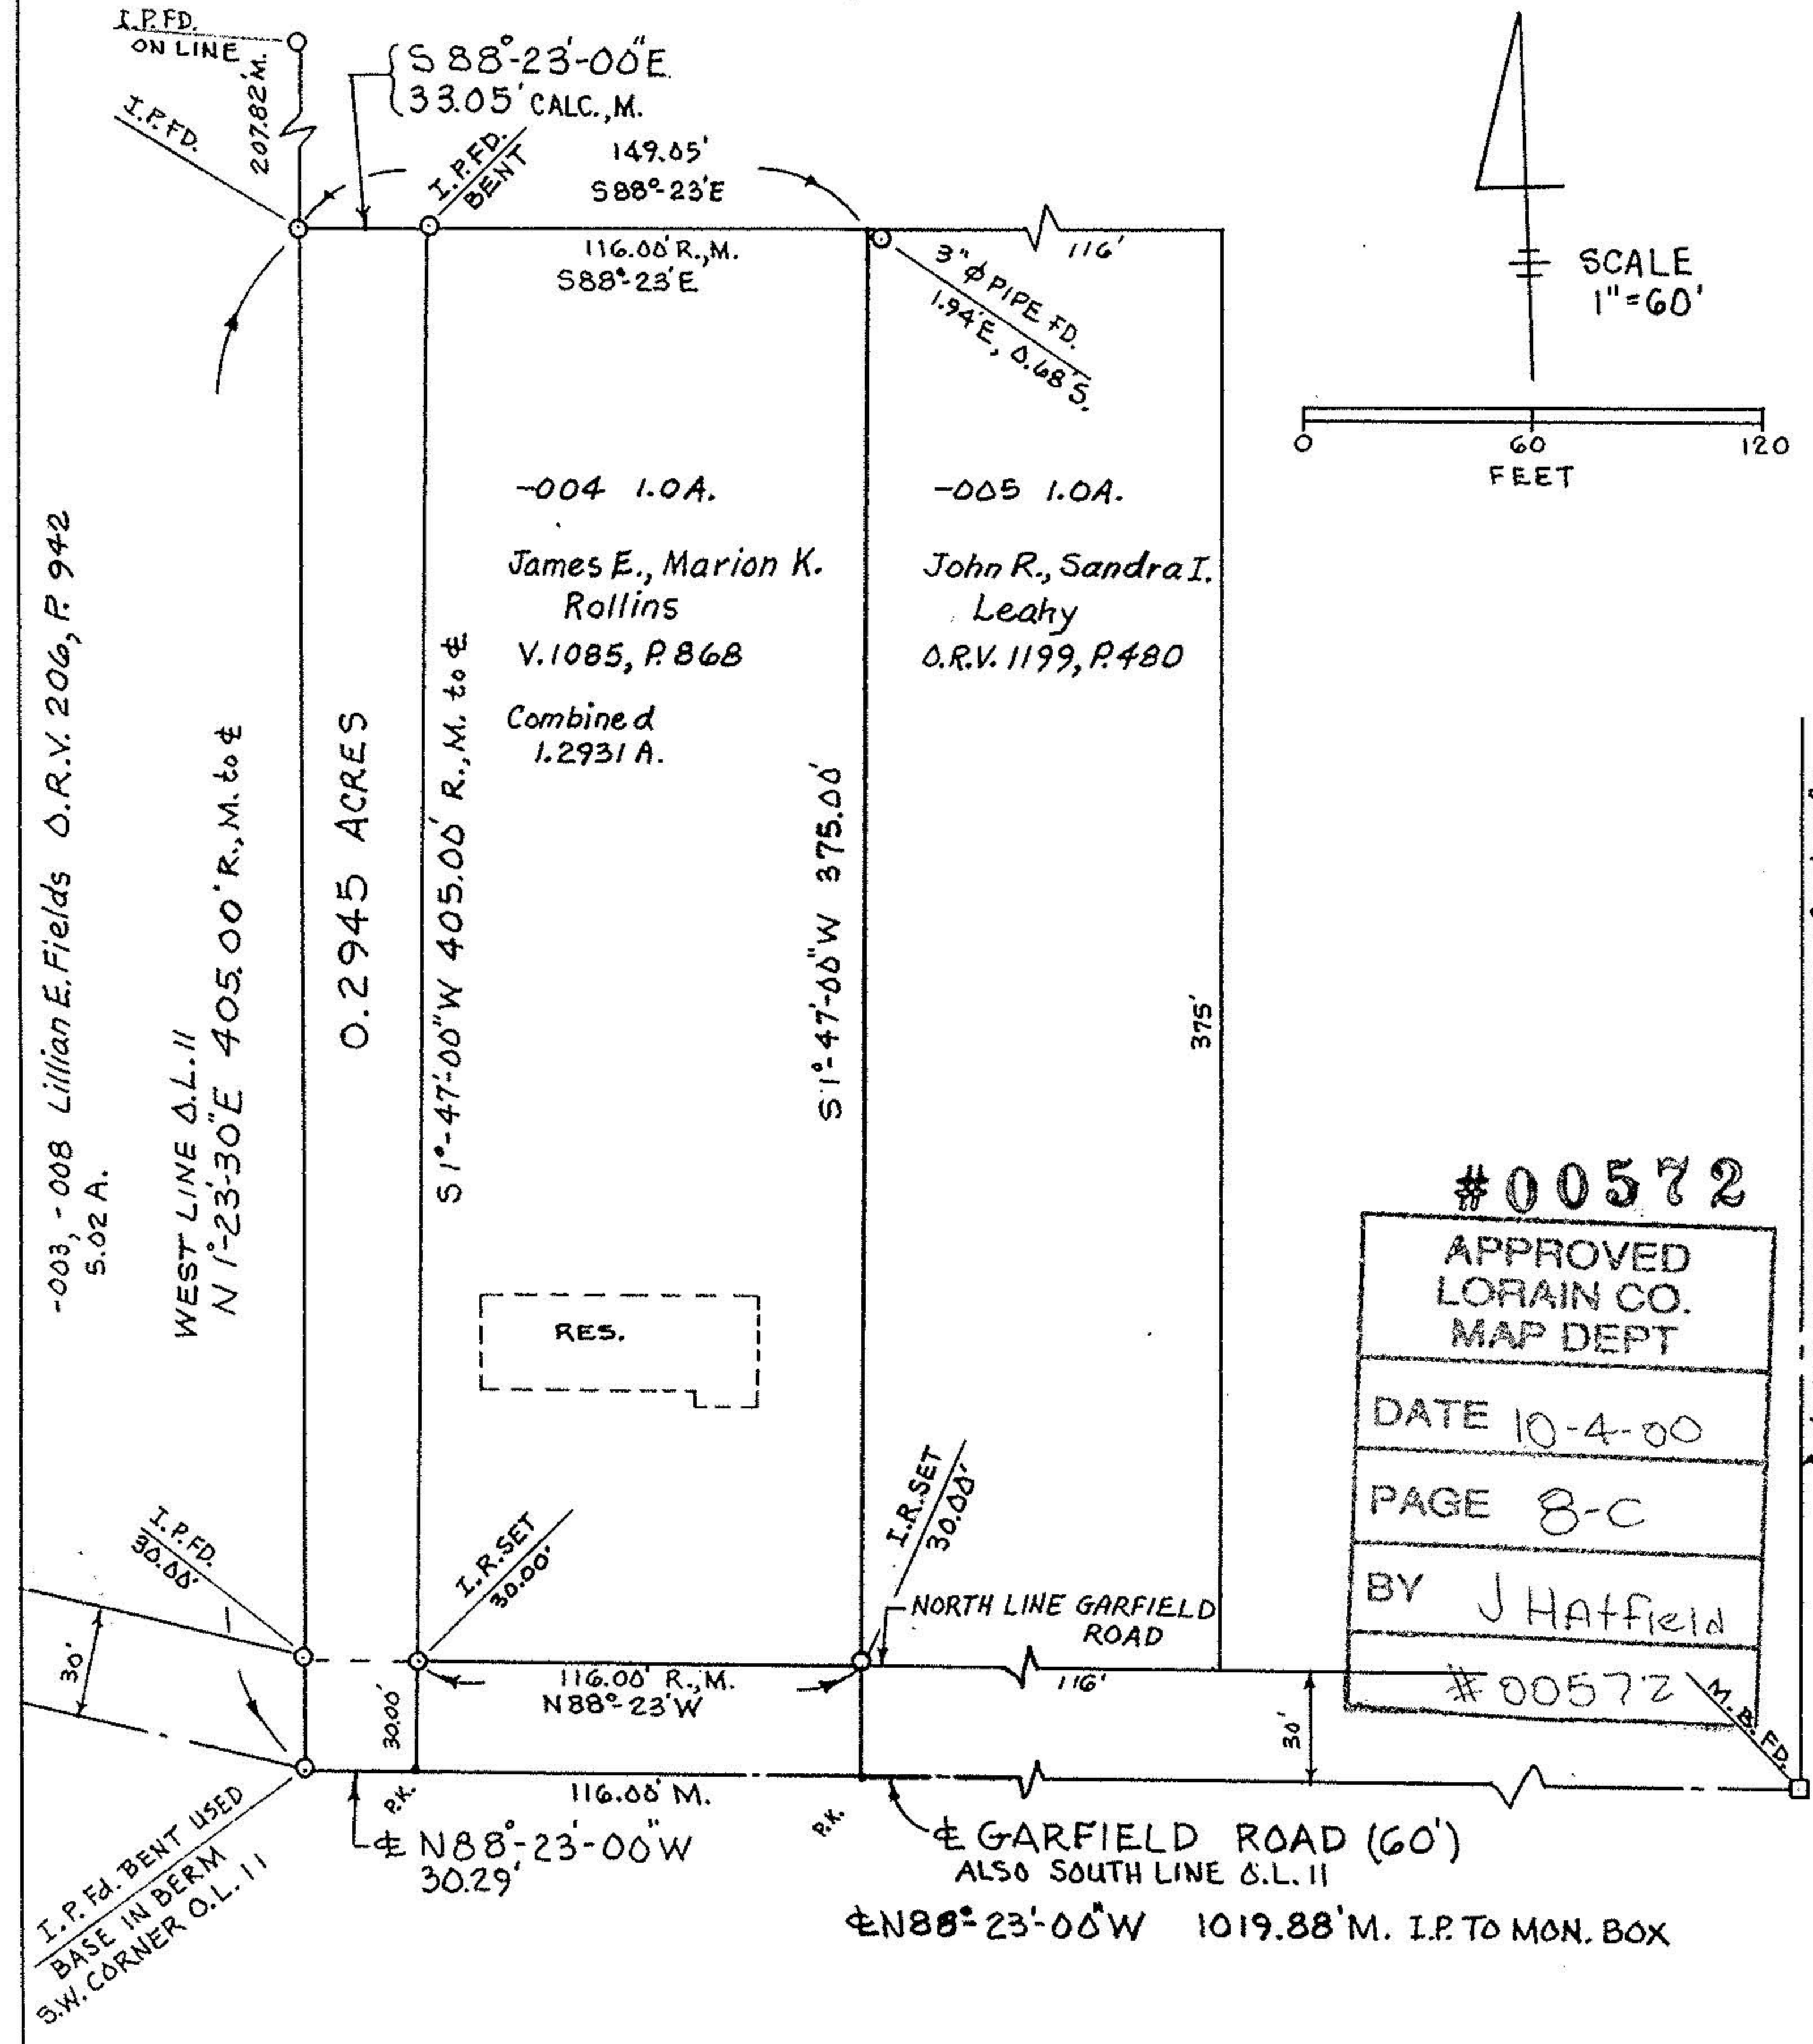 I.P. FD.
ON LINE
207.82'M.
S 88°-23'-00"E.
33.05' CALC., M.
I.P. FD.
I.P. FD.
BENT
149.05'
S 88°-23'E
116.00' R., M.
S88°-23'E
116'
3" ϕ PIPE FD.
1.94'E, 0.68'S.
SCALE
1"=60'
0 60 120
FEET
-003, -008 Lillian E. Fields O.R.V. 206, P. 942
5.02 A.
WEST LINE O.L. 11
N 1°-23'-30"E 405.00' R., M. to ℄
0.2945 ACRES
S 1°-47'-00"W 405.00' R., M. to ℄
-004 1.0A.
James E., Marion K.
Rollins
V. 1085, P. 868
Combined
1.2931 A.
S 1°-47'-00"W 375.00'
-005 1.0A.
John R., Sandra I.
Leahy
O.R.V. 1199, P. 480
375'
RES.
#00572
APPROVED
LORAIN CO.
MAP DEPT
DATE 10-4-00
PAGE 8-C
BY J HAtfield
#00572
I.P. FD.
30.00'
I.R. SET
30.00'
I.R. SET
30.00'
NORTH LINE GARFIELD
ROAD
30'
116.00' R., M.
N88°-23'W
116'
30.00'
30'
M. B. FD.
P.K.
116.00' M.
P.K.
℄ N88°-23'-00"W
30.29'
℄ GARFIELD ROAD (60')
ALSO SOUTH LINE O.L. 11
℄ N88°-23'-00"W 1019.88'M. I.P. TO MON. BOX
I.P. Fd. BENT USED
BASE IN BERM
S.W. CORNER O.L. 11